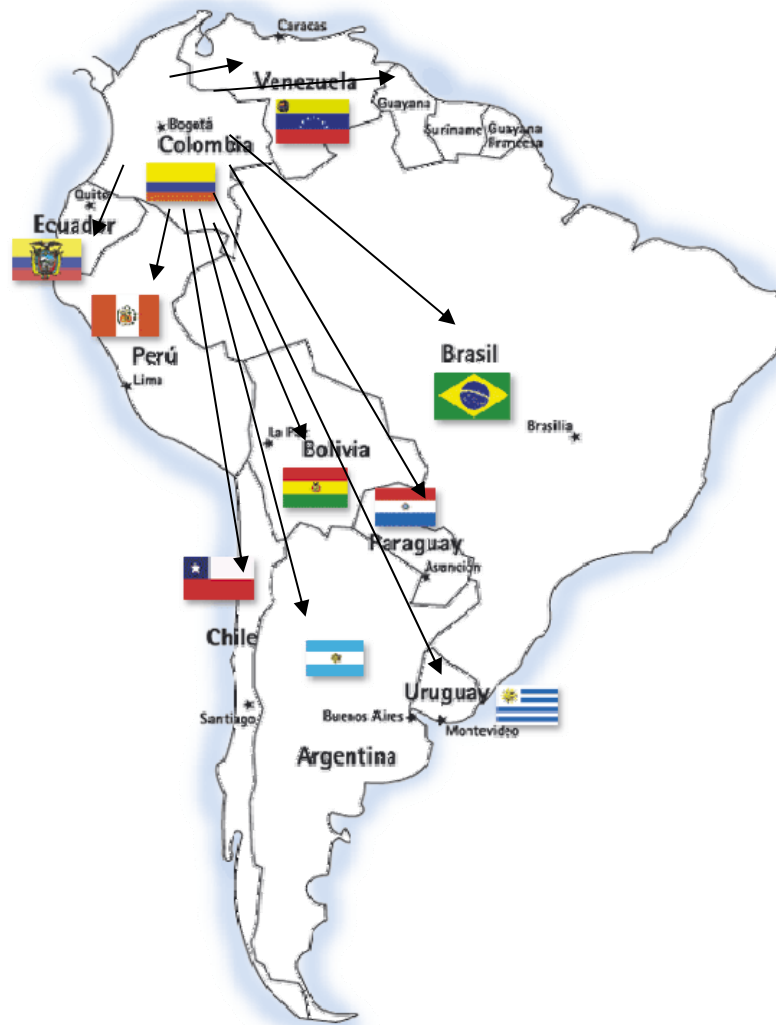 Caracas
Venezuela
Guayana
Suriname
Guayana
Francesa
Bogotá
Colombia
Quito
Ecuador
Perú
Lima
Brasil
Brasilia
La Paz
Bolivia
Paraguay
Asunción
Chile
Santiago
Uruguay
Buenos Aires
Montevideo
Argentina